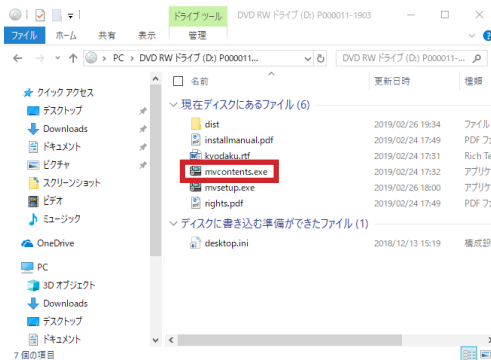 ドライブ ツール
DVD RW ドライブ (D:) P000011-1903
ファイル ホーム 共有 表示 管理
PC DVD RW ドライブ (D:) P000011... DVD RW ドライブ (D:) P000011-...
名前 更新日時 種類
クイック アクセス
デスクトップ
Downloads
ドキュメント
ピクチャ
スクリーンショット
ビデオ
ミュージック
OneDrive
PC
3D オブジェクト
Downloads
デスクトップ
ドキュメント
現在ディスクにあるファイル (6)
dist 2019/02/26 19:34 ファイル
installmanual.pdf 2019/02/24 17:49 PDF ファ
kyodaku.rtf 2019/02/24 17:31 Rich Te
mvcontents.exe 2019/02/24 17:32 アプリケ
mvsetup.exe 2019/02/26 18:00 アプリケ
rights.pdf 2019/02/24 17:49 PDF ファ
ディスクに書き込む準備ができたファイル (1)
desktop.ini 2018/12/13 15:19 構成設
7 個の項目